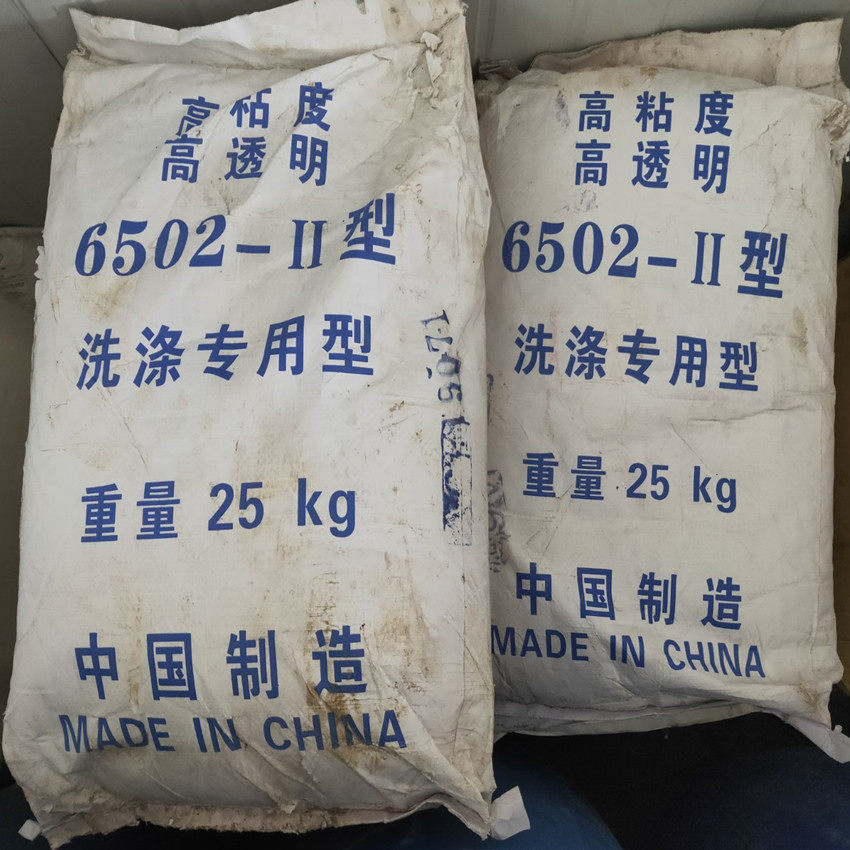 高粘度
高透明
6502-II型
洗涤专用型
重量 25 kg
中国制造
MADE IN CHINA
高粘度
高透明
6502-II型
洗涤专用型
重量 25 kg
中国制造
MADE IN CHINA